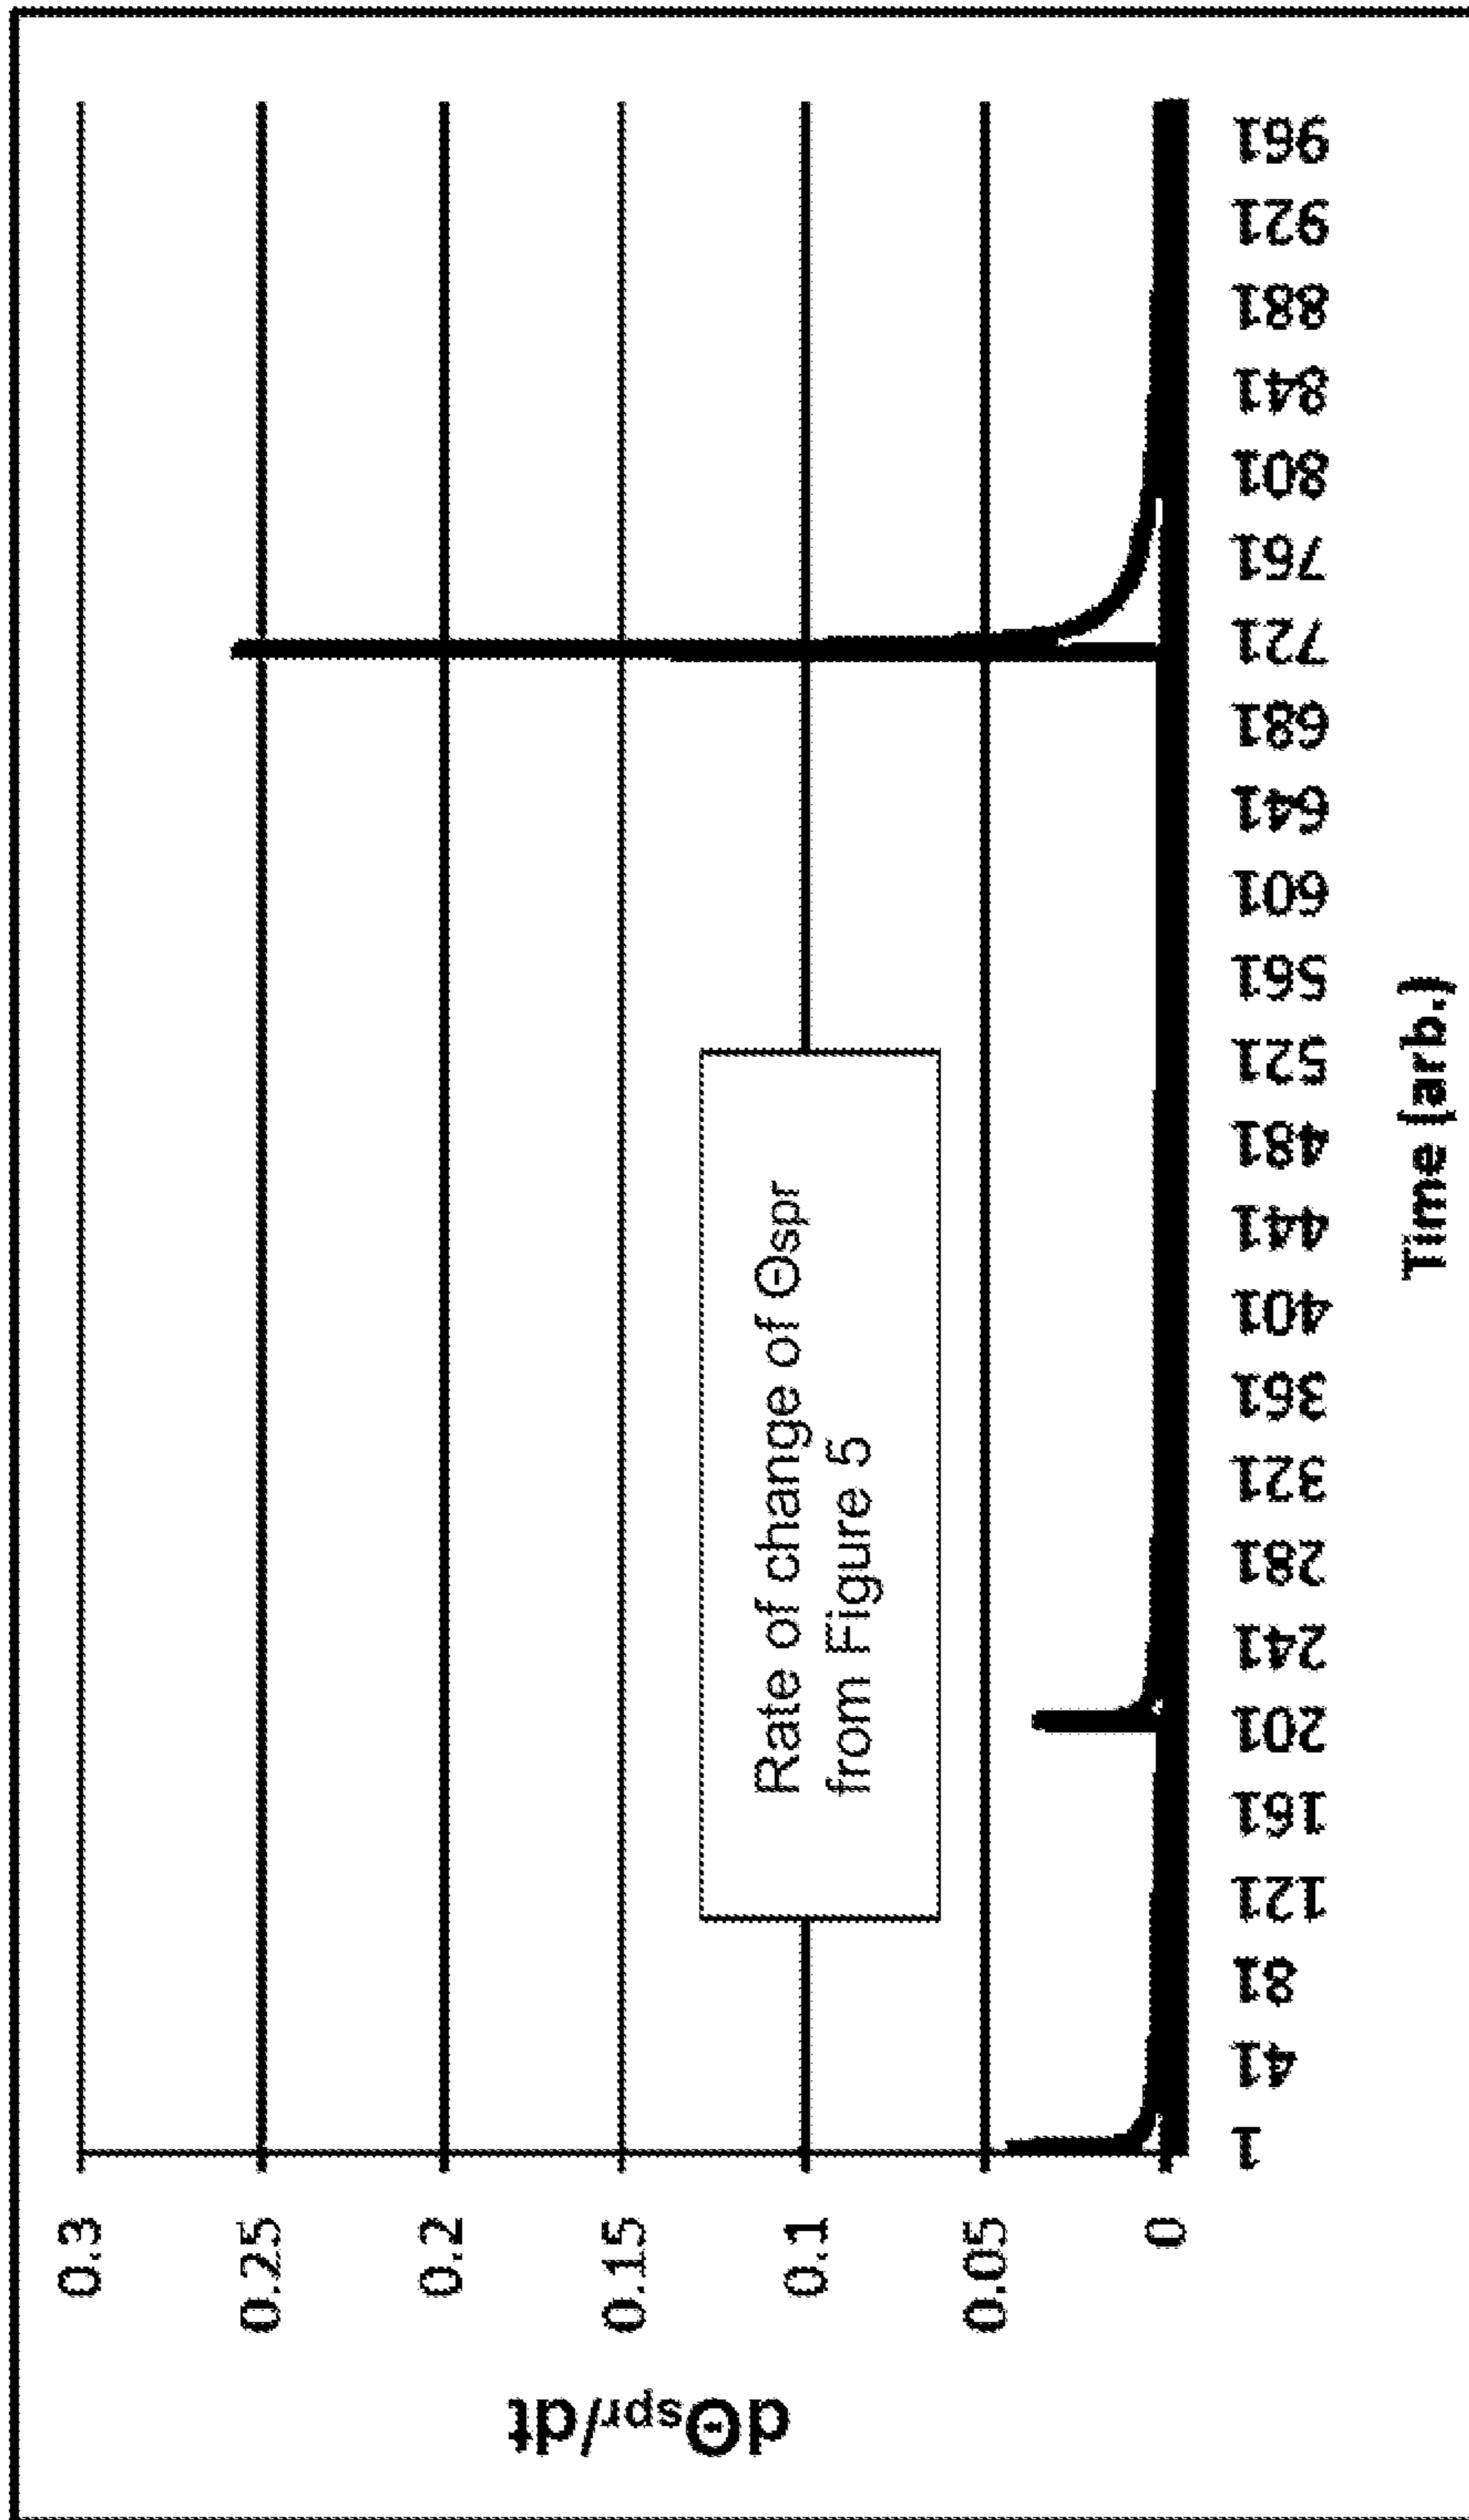 dΘspr/dt
0.3
0.25
0.2
0.15
0.1
0.05
0
Rate of change of Θspr
from Figure 5
1 41 81 121 161 201 241 281 321 361 401 441 481 521 561 601 641 681 721 761 801 841 881 921 961
Time (arb.)